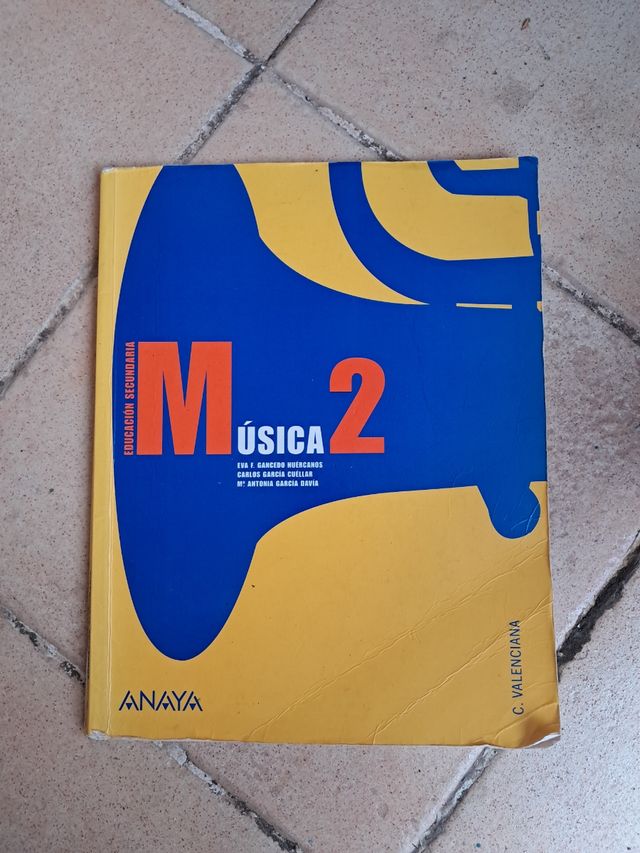 EDUCACIÓN SECUNDARIA
MÚSICA 2
EVA F. GANCEDO HUÉRCANOS
CARLOS GARCÍA CUÉLLAR
Mª ANTONIA GARCÍA DAVÍA
ANAYA
C. VALENCIANA